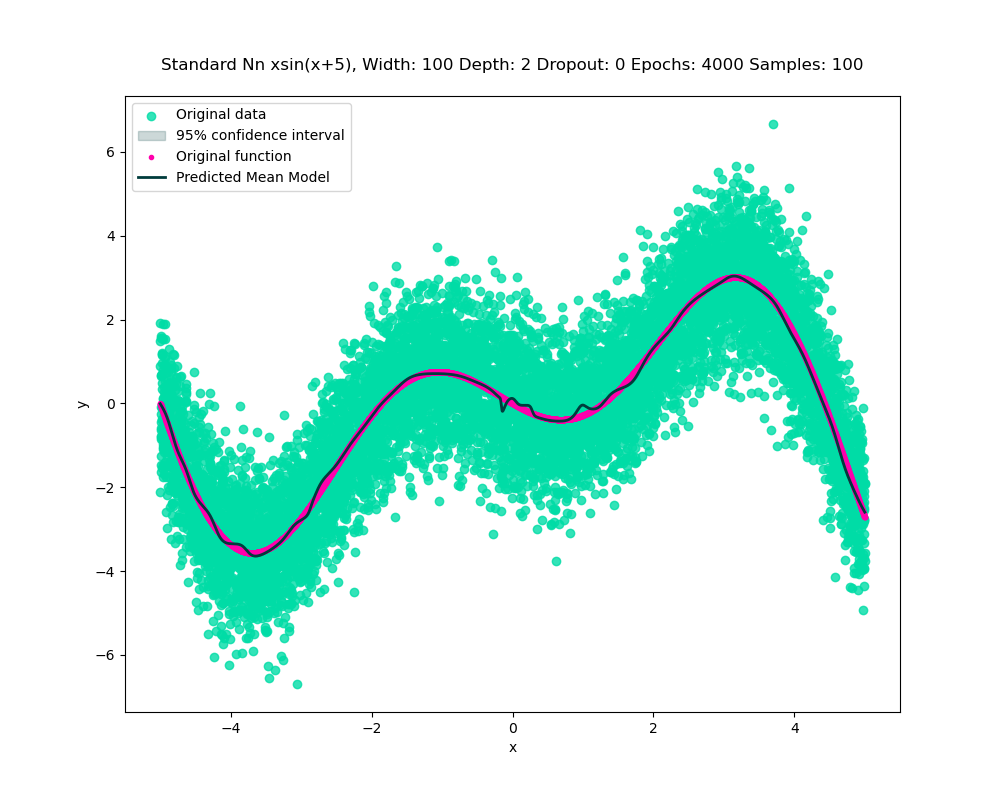 Standard Nn xsin(x+5), Width: 100 Depth: 2 Dropout: 0 Epochs: 4000 Samples: 100
Original data
95% confidence interval
Original function
Predicted Mean Model
6
4
2
0
−2
−4
−6
y
−4
−2
0
2
4
x